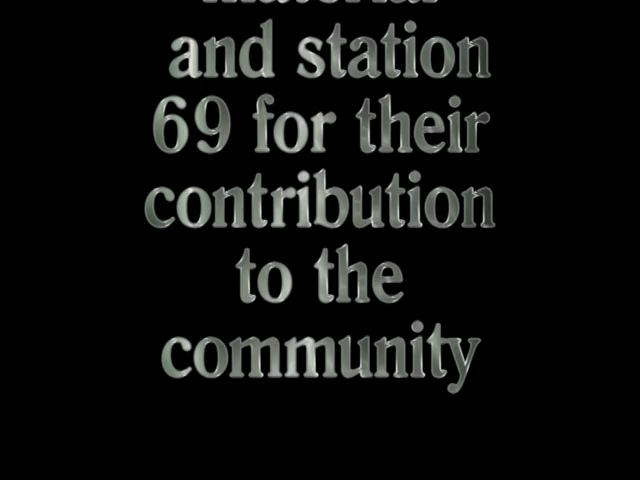 and station
69 for their
contribution
to the
community